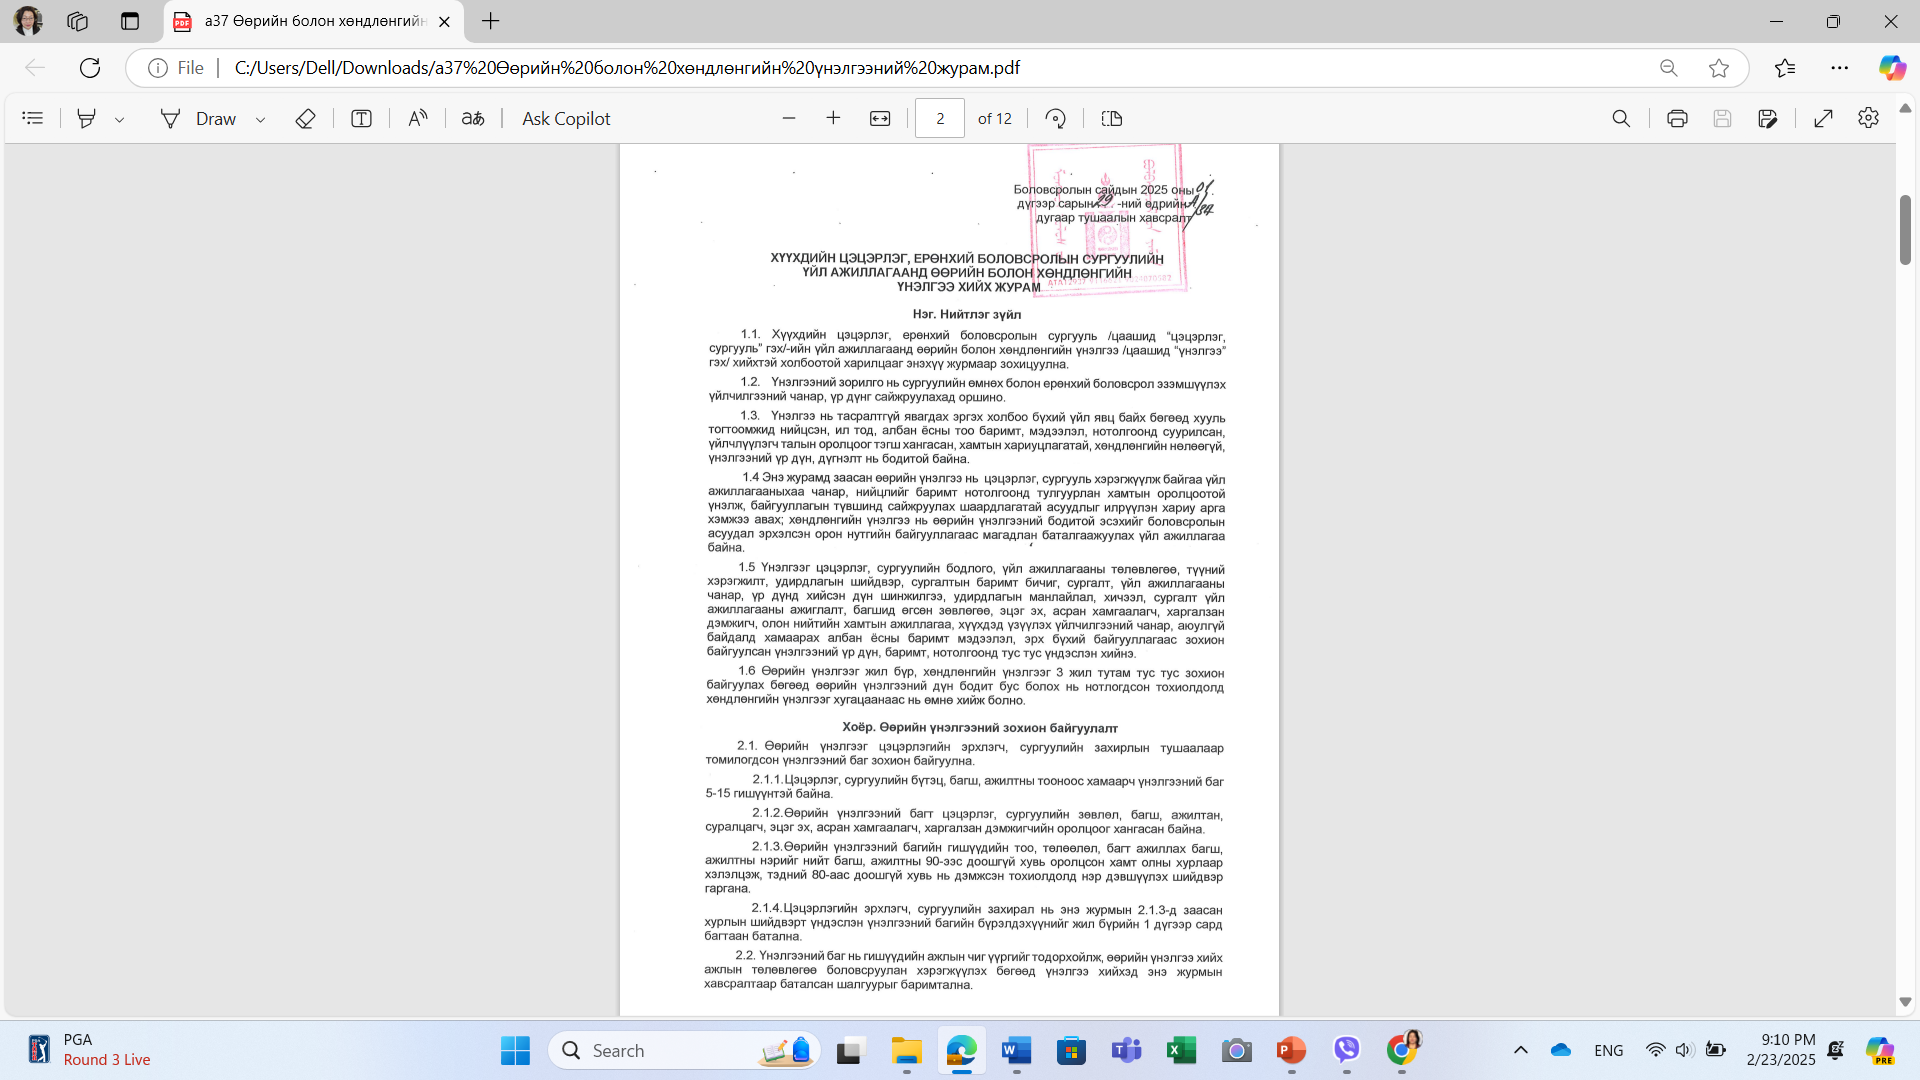 a37 Өөрийн болон хөндлөнгийн
File
C:/Users/Dell/Downloads/a37%20Өөрийн%20болон%20хөндлөнгийн%20үнэлгээний%20журам.pdf
Draw
Ask Copilot
2 of 12
Боловсролын сайдын 2025 оны 01
дүгээр сарын 29 -ний өдрийн А/34
дугаар тушаалын хавсралт
ХҮҮХДИЙН ЦЭЦЭРЛЭГ, ЕРӨНХИЙ БОЛОВСРОЛЫН СУРГУУЛИЙН
ҮЙЛ АЖИЛЛАГААНД ӨӨРИЙН БОЛОН ХӨНДЛӨНГИЙН
ҮНЭЛГЭЭ ХИЙХ ЖУРАМ
Нэг. Нийтлэг зүйл
1.1. Хүүхдийн цэцэрлэг, ерөнхий боловсролын сургууль /цаашид “цэцэрлэг,
сургууль” гэх/-ийн үйл ажиллагаанд өөрийн болон хөндлөнгийн үнэлгээ /цаашид “үнэлгээ”
гэх/ хийхтэй холбоотой харилцааг энэхүү журмаар зохицуулна.
1.2. Үнэлгээний зорилго нь сургуулийн өмнөх болон ерөнхий боловсрол эзэмшүүлэх
үйлчилгээний чанар, үр дүнг сайжруулахад оршино.
1.3. Үнэлгээ нь тасралтгүй явагдах эргэх холбоо бүхий үйл явц байх бөгөөд хууль
тогтоомжид нийцсэн, ил тод, албан ёсны тоо баримт, мэдээлэл, нотолгоонд суурилсан,
үйлчлүүлэгч талын оролцоог тэгш хангасан, хамтын хариуцлагатай, хөндлөнгийн нөлөөгүй,
үнэлгээний үр дүн, дүгнэлт нь бодитой байна.
1.4 Энэ журамд заасан өөрийн үнэлгээ нь цэцэрлэг, сургууль хэрэгжүүлж байгаа үйл
ажиллагааныхаа чанар, нийцлийг баримт нотолгоонд тулгуурлан хамтын оролцоотой
үнэлж, байгууллагын түвшинд сайжруулах шаардлагатай асуудлыг илрүүлэн хариу арга
хэмжээ авах; хөндлөнгийн үнэлгээ нь өөрийн үнэлгээний бодитой эсэхийг боловсролын
асуудал эрхэлсэн орон нутгийн байгууллагаас магадлан баталгаажуулах үйл ажиллагаа
байна.
1.5 Үнэлгээг цэцэрлэг, сургуулийн бодлого, үйл ажиллагааны төлөвлөгөө, түүний
хэрэгжилт, удирдлагын шийдвэр, сургалтын баримт бичиг, сургалт, үйл ажиллагааны
чанар, үр дүнд хийсэн дүн шинжилгээ, удирдлагын манлайлал, хичээл, сургалт үйл
ажиллагааны ажиглалт, багшид өгсөн зөвлөгөө, эцэг эх, асран хамгаалагч, харгалзан
дэмжигч, олон нийтийн хамтын ажиллагаа, хүүхдэд үзүүлэх үйлчилгээний чанар, аюулгүй
байдалд хамаарах албан ёсны баримт мэдээлэл, эрх бүхий байгууллагаас зохион
байгуулсан үнэлгээний үр дүн, баримт, нотолгоонд тус тус үндэслэн хийнэ.
1.6 Өөрийн үнэлгээг жил бүр, хөндлөнгийн үнэлгээг 3 жил тутам тус тус зохион
байгуулах бөгөөд өөрийн үнэлгээний дүн бодит бус болох нь нотлогдсон тохиолдолд
хөндлөнгийн үнэлгээг хугацаанаас нь өмнө хийж болно.
Хоёр. Өөрийн үнэлгээний зохион байгуулалт
2.1. Өөрийн үнэлгээг цэцэрлэгийн эрхлэгч, сургуулийн захирлын тушаалаар
томилогдсон үнэлгээний баг зохион байгуулна.
2.1.1.Цэцэрлэг, сургуулийн бүтэц, багш, ажилтны тооноос хамаарч үнэлгээний баг
5-15 гишүүнтэй байна.
2.1.2.Өөрийн үнэлгээний багт цэцэрлэг, сургуулийн зөвлөл, багш, ажилтан,
суралцагч, эцэг эх, асран хамгаалагч, харгалзан дэмжигчийн оролцоог хангасан байна.
2.1.3.Өөрийн үнэлгээний багийн гишүүдийн тоо, төлөөлөл, багт ажиллах багш,
ажилтны нэрийг нийт багш, ажилтны 90-ээс доошгүй хувь оролцсон хамт олны хурлаар
хэлэлцэж, тэдний 80-аас доошгүй хувь нь дэмжсэн тохиолдолд нэр дэвшүүлэх шийдвэр
гаргана.
2.1.4.Цэцэрлэгийн эрхлэгч, сургуулийн захирал нь энэ журмын 2.1.3-д заасан
хурлын шийдвэрт үндэслэн үнэлгээний багийн бүрэлдэхүүнийг жил бүрийн 1 дүгээр сард
багтаан батална.
2.2. Үнэлгээний баг нь гишүүдийн ажлын чиг үүргийг тодорхойлж, өөрийн үнэлгээ хийх
ажлын төлөвлөгөө боловсруулан хэрэгжүүлэх бөгөөд үнэлгээ хийхэд энэ журмын
хавсралтаар баталсан шалгуурыг баримтална.
PGA
Round 3 Live
Search
ENG
9:10 PM
2/23/2025